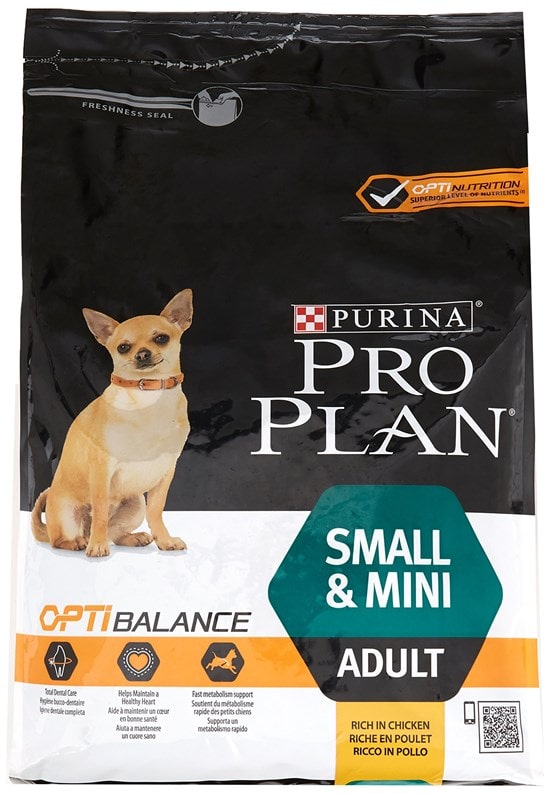 FRESHNESS SEAL
OPTINUTRITION
SUPERIOR LEVEL OF NUTRIENTS
PURINA®
PRO
PLAN®
SMALL
& MINI
ADULT
OPTIBALANCE
Total Dental Care
Hygiène bucco-dentaire
Igiene dentale completa
Helps Maintain a
Healthy Heart
Aide à maintenir un cœur
en bonne santé
Aiuta a mantenere
un cuore sano
Fast metabolism support
Soutient du métabolisme
rapide des petits chiens
Supporta un
metabolismo rapido
RICH IN CHICKEN
RICHE EN POULET
RICCO IN POLLO